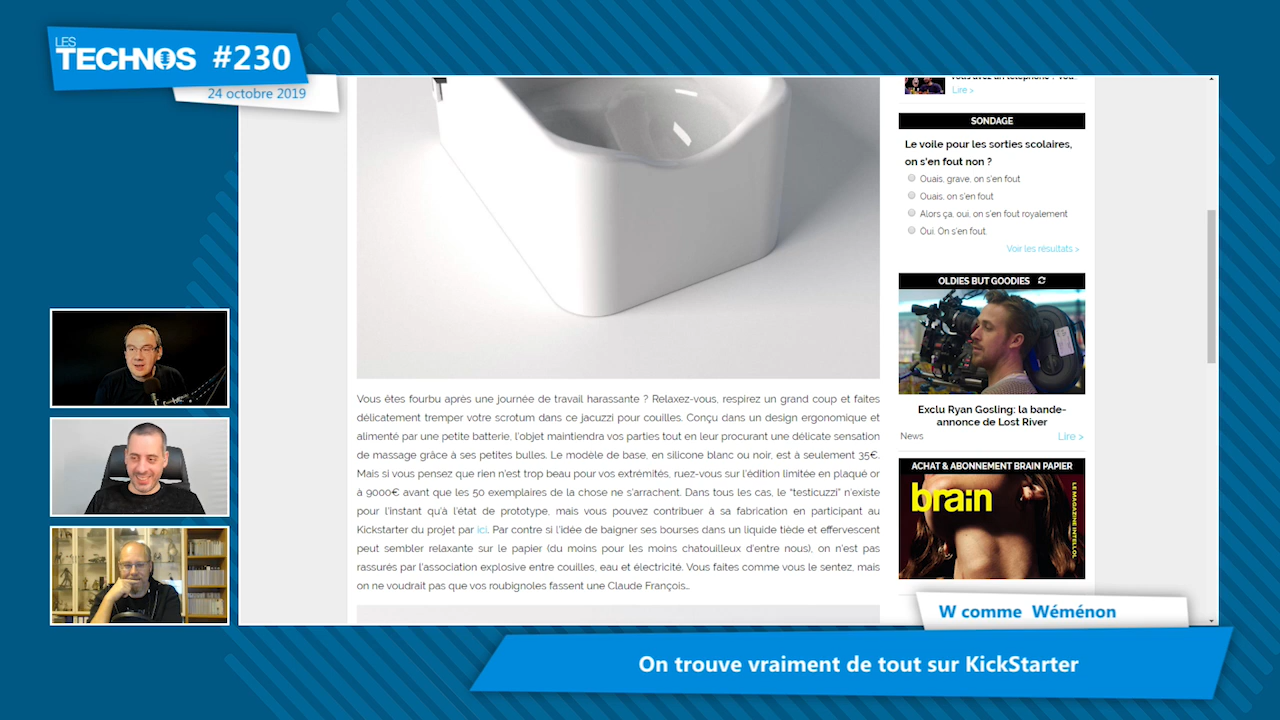 LES
TECHNOS #230
24 octobre 2019
Lire >
SONDAGE
Le voile pour les sorties scolaires,
on s'en fout non ?
Ouais, grave, on s'en fout
Ouais, on s'en fout
Alors ça, oui, on s'en fout royalement
Oui. On s'en fout.
Voir les résultats >
OLDIES BUT GOODIES
Exclu Ryan Gosling: la bande-
annonce de Lost River
News
Lire >
ACHAT & ABONNEMENT BRAIN PAPIER
brain
LE MAGAZINE INTELLOL
Vous êtes fourbu après une journée de travail harassante ? Relaxez-vous, respirez un grand coup et faites
délicatement tremper votre scrotum dans ce jacuzzi pour couilles. Conçu dans un design ergonomique et
alimenté par une petite batterie, l'objet maintiendra vos parties tout en leur procurant une délicate sensation
de massage grâce à ses petites bulles. Le modèle de base, en silicone blanc ou noir, est à seulement 35€.
Mais si vous pensez que rien n'est trop beau pour vos extrémités, ruez-vous sur l'édition limitée en plaqué or
à 9000€ avant que les 50 exemplaires de la chose ne s'arrachent. Dans tous les cas, le "testicuzzi" n'existe
pour l'instant qu'à l'état de prototype, mais vous pouvez contribuer à sa fabrication en participant au
Kickstarter du projet par ici. Par contre si l'idée de baigner ses bourses dans un liquide tiède et effervescent
peut sembler relaxante sur le papier (du moins pour les moins chatouilleux d'entre nous), on n'est pas
rassurés par l'association explosive entre couilles, eau et électricité. Vous faites comme vous le sentez, mais
on ne voudrait pas que vos roubignoles fassent une Claude François...
W comme Wéménon
On trouve vraiment de tout sur KickStarter